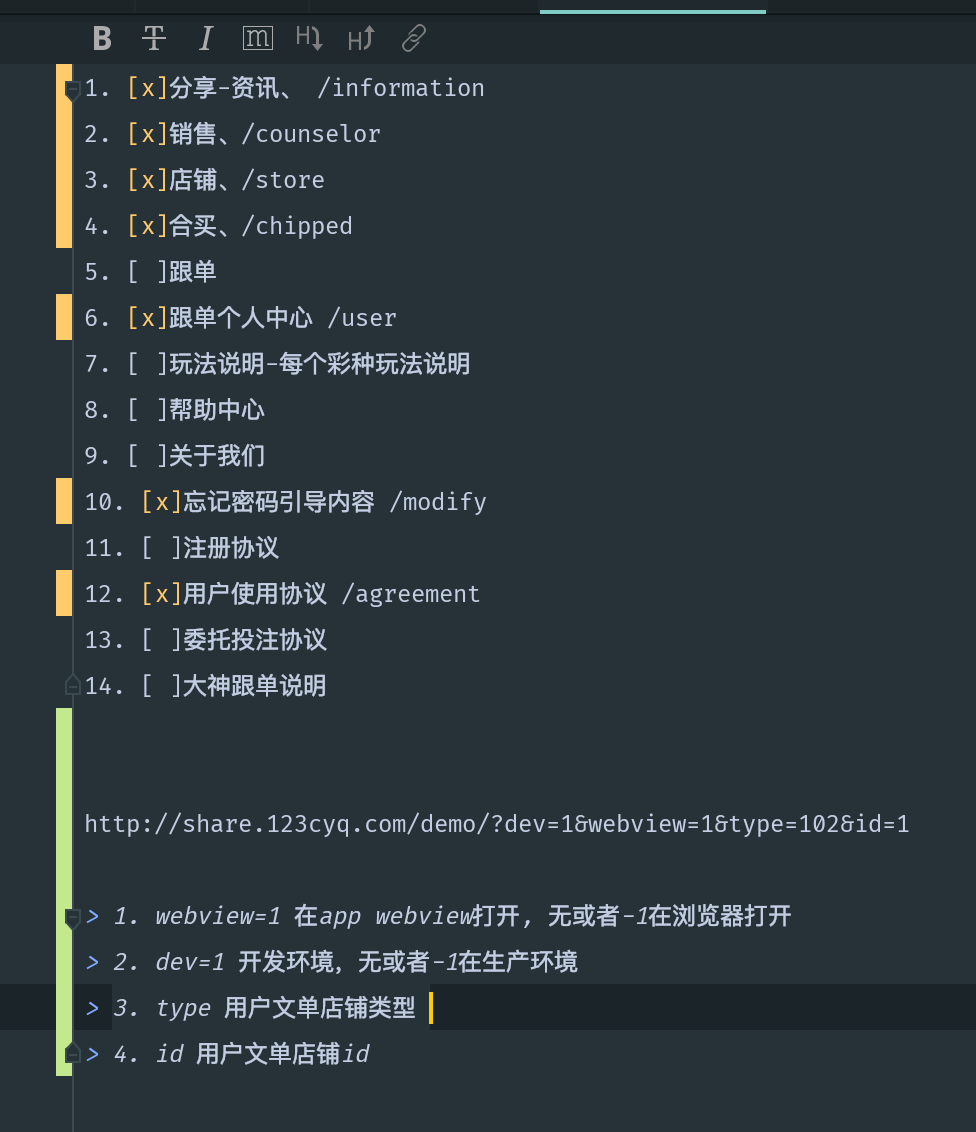 B T I m H H
1. [x]分享-资讯、 /information
2. [x]销售、/counselor
3. [x]店铺、/store
4. [x]合买、/chipped
5. [ ]跟单
6. [x]跟单个人中心 /user
7. [ ]玩法说明-每个彩种玩法说明
8. [ ]帮助中心
9. [ ]关于我们
10. [x]忘记密码引导内容 /modify
11. [ ]注册协议
12. [x]用户使用协议 /agreement
13. [ ]委托投注协议
14. [ ]大神跟单说明
http://share.123cyq.com/demo/?dev=1&webview=1&type=102&id=1
> 1. webview=1 在app webview打开, 无或者-1在浏览器打开
> 2. dev=1 开发环境, 无或者-1在生产环境
> 3. type 用户文单店铺类型
> 4. id 用户文单店铺id